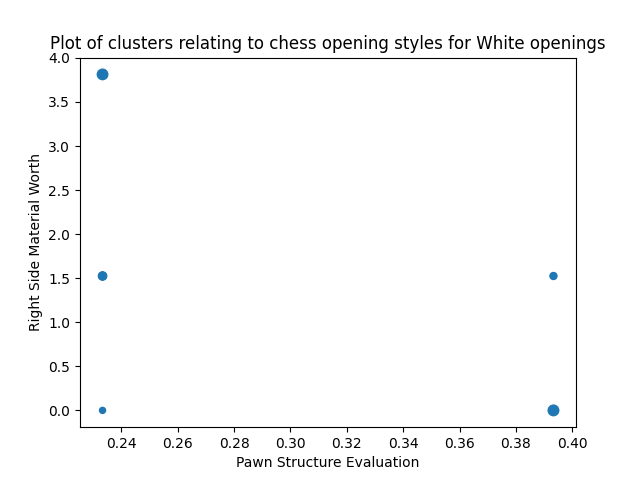 Plot of clusters relating to chess opening styles for White openings
4.0
3.5
3.0
2.5
2.0
1.5
1.0
0.5
0.0
Right Side Material Worth
0.24 0.26 0.28 0.30 0.32 0.34 0.36 0.38 0.40
Pawn Structure Evaluation